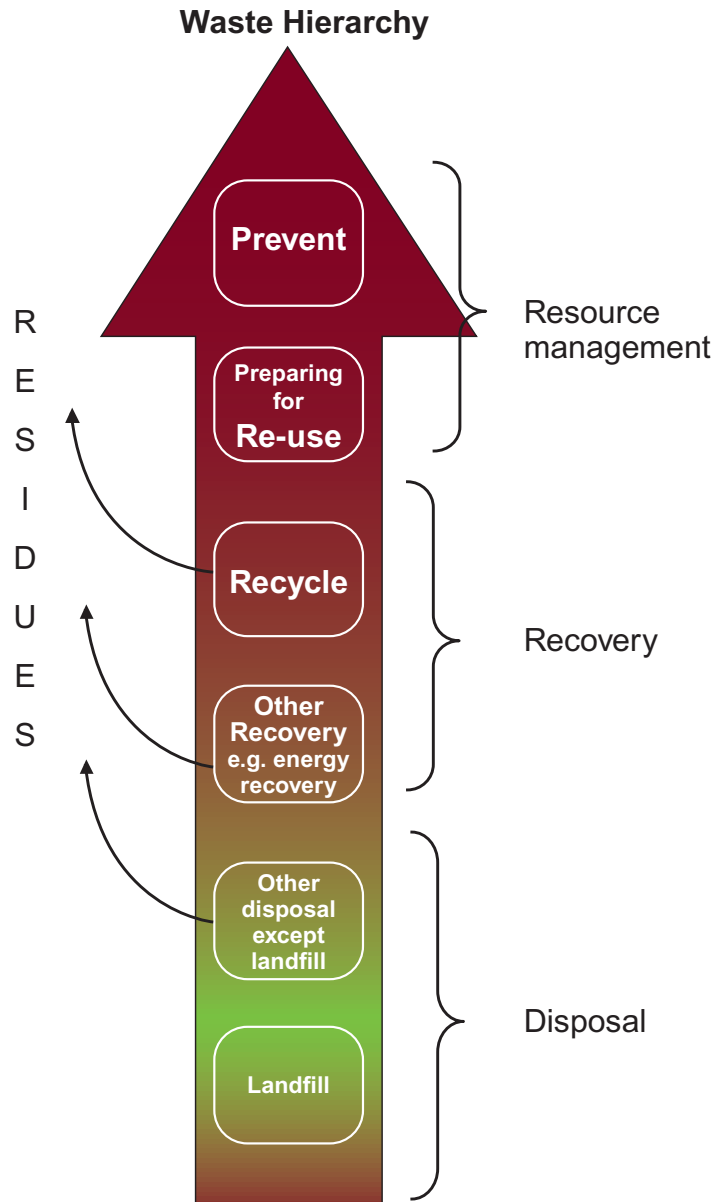 Waste Hierarchy
Prevent
Preparing
for
Re-use
Recycle
Other
Recovery
e.g. energy
recovery
Other
disposal
except
landfill
Landfill
R
E
S
I
D
U
E
S
Resource
management
Recovery
Disposal